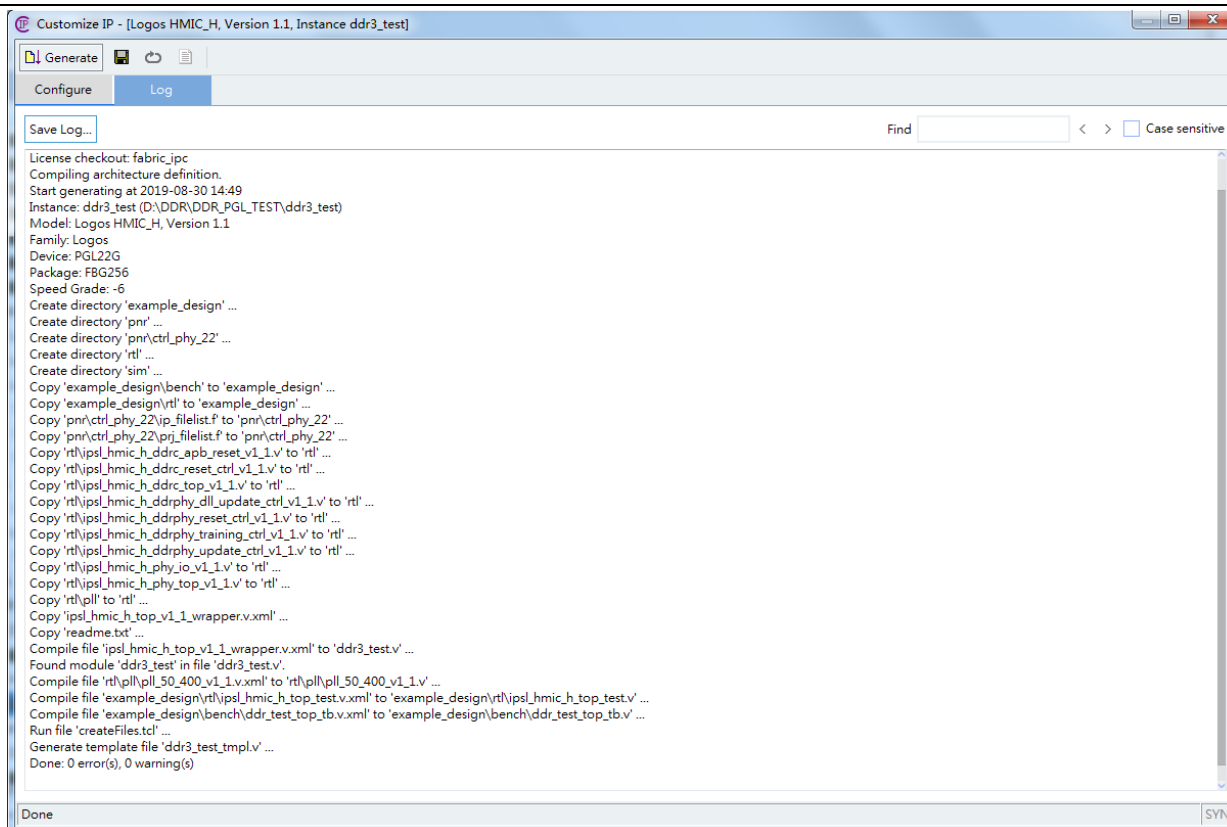 Customize IP - [Logos HMIC_H, Version 1.1, Instance ddr3_test]
Generate
Configure Log
Save Log... Find < > Case sensitive
License checkout: fabric_ipc
Compiling architecture definition.
Start generating at 2019-08-30 14:49
Instance: ddr3_test (D:\DDR\DDR_PGL_TEST\ddr3_test)
Model: Logos HMIC_H, Version 1.1
Family: Logos
Device: PGL22G
Package: FBG256
Speed Grade: -6
Create directory 'example_design' ...
Create directory 'pnr' ...
Create directory 'pnr\ctrl_phy_22' ...
Create directory 'rtl' ...
Create directory 'sim' ...
Copy 'example_design\bench' to 'example_design' ...
Copy 'example_design\rtl' to 'example_design' ...
Copy 'pnr\ctrl_phy_22\ip_filelist.f' to 'pnr\ctrl_phy_22' ...
Copy 'pnr\ctrl_phy_22\prj_filelist.f' to 'pnr\ctrl_phy_22' ...
Copy 'rtl\ipsl_hmic_h_ddrc_apb_reset_v1_1.v' to 'rtl' ...
Copy 'rtl\ipsl_hmic_h_ddrc_reset_ctrl_v1_1.v' to 'rtl' ...
Copy 'rtl\ipsl_hmic_h_ddrc_top_v1_1.v' to 'rtl' ...
Copy 'rtl\ipsl_hmic_h_ddrphy_dll_update_ctrl_v1_1.v' to 'rtl' ...
Copy 'rtl\ipsl_hmic_h_ddrphy_reset_ctrl_v1_1.v' to 'rtl' ...
Copy 'rtl\ipsl_hmic_h_ddrphy_training_ctrl_v1_1.v' to 'rtl' ...
Copy 'rtl\ipsl_hmic_h_ddrphy_update_ctrl_v1_1.v' to 'rtl' ...
Copy 'rtl\ipsl_hmic_h_phy_io_v1_1.v' to 'rtl' ...
Copy 'rtl\ipsl_hmic_h_phy_top_v1_1.v' to 'rtl' ...
Copy 'rtl\pll' to 'rtl' ...
Copy 'ipsl_hmic_h_top_v1_1_wrapper.v.xml' ...
Copy 'readme.txt' ...
Compile file 'ipsl_hmic_h_top_v1_1_wrapper.v.xml' to 'ddr3_test.v' ...
Found module 'ddr3_test' in file 'ddr3_test.v'.
Compile file 'rtl\pll\pll_50_400_v1_1.v.xml' to 'rtl\pll\pll_50_400_v1_1.v' ...
Compile file 'example_design\rtl\ipsl_hmic_h_top_test.v.xml' to 'example_design\rtl\ipsl_hmic_h_top_test.v' ...
Compile file 'example_design\bench\ddr_test_top_tb.v.xml' to 'example_design\bench\ddr_test_top_tb.v' ...
Run file 'createFiles.tcl' ...
Generate template file 'ddr3_test_tmpl.v' ...
Done: 0 error(s), 0 warning(s)
Done SYN